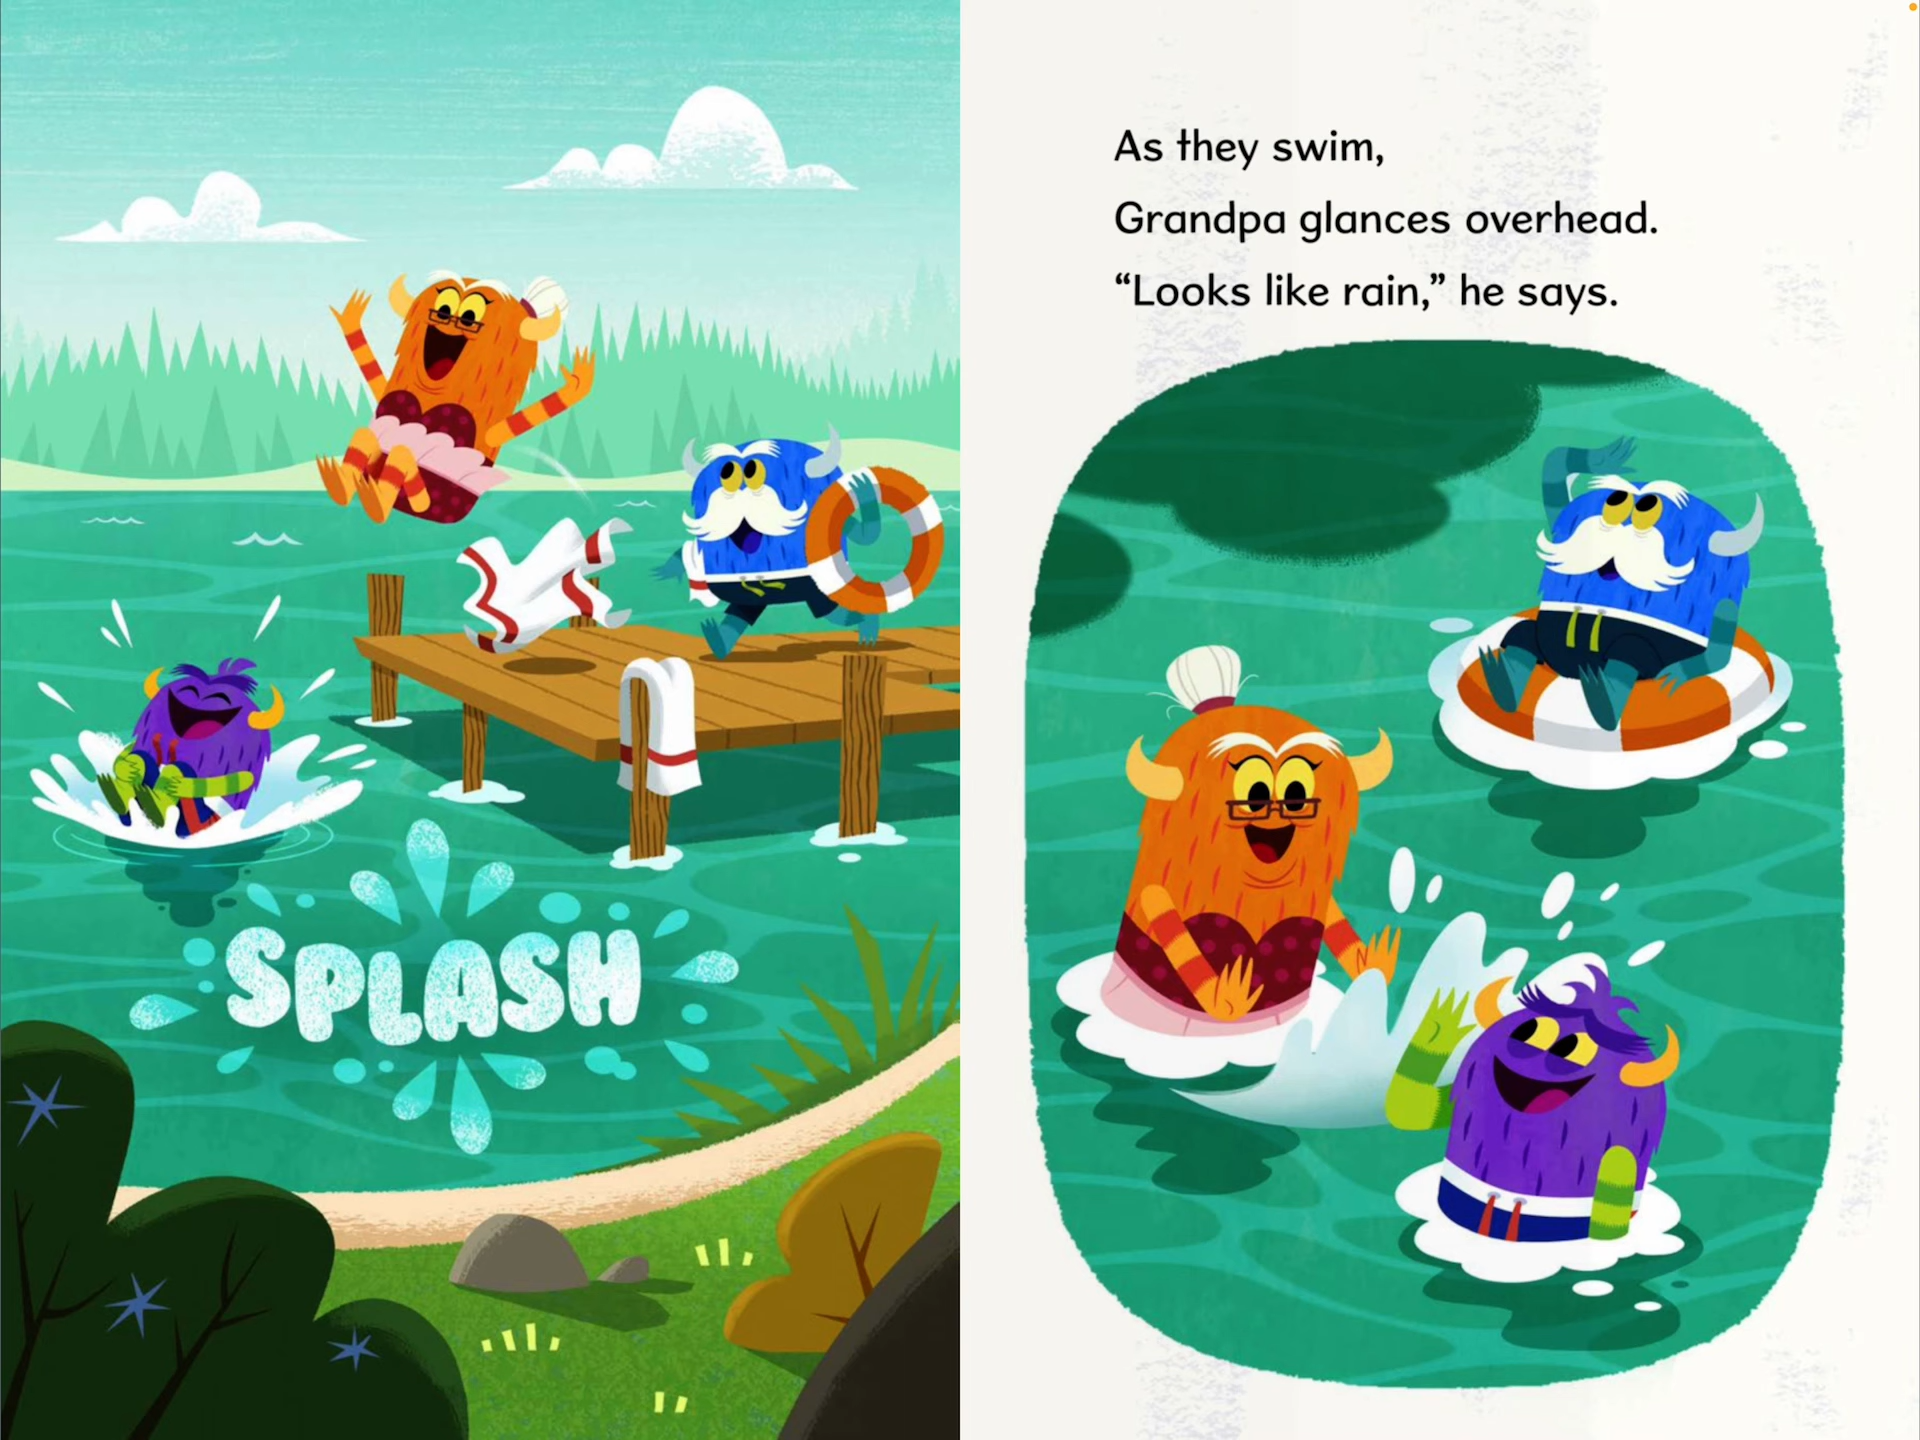 SPLASH
As they swim,
Grandpa glances overhead.
“Looks like rain,” he says.